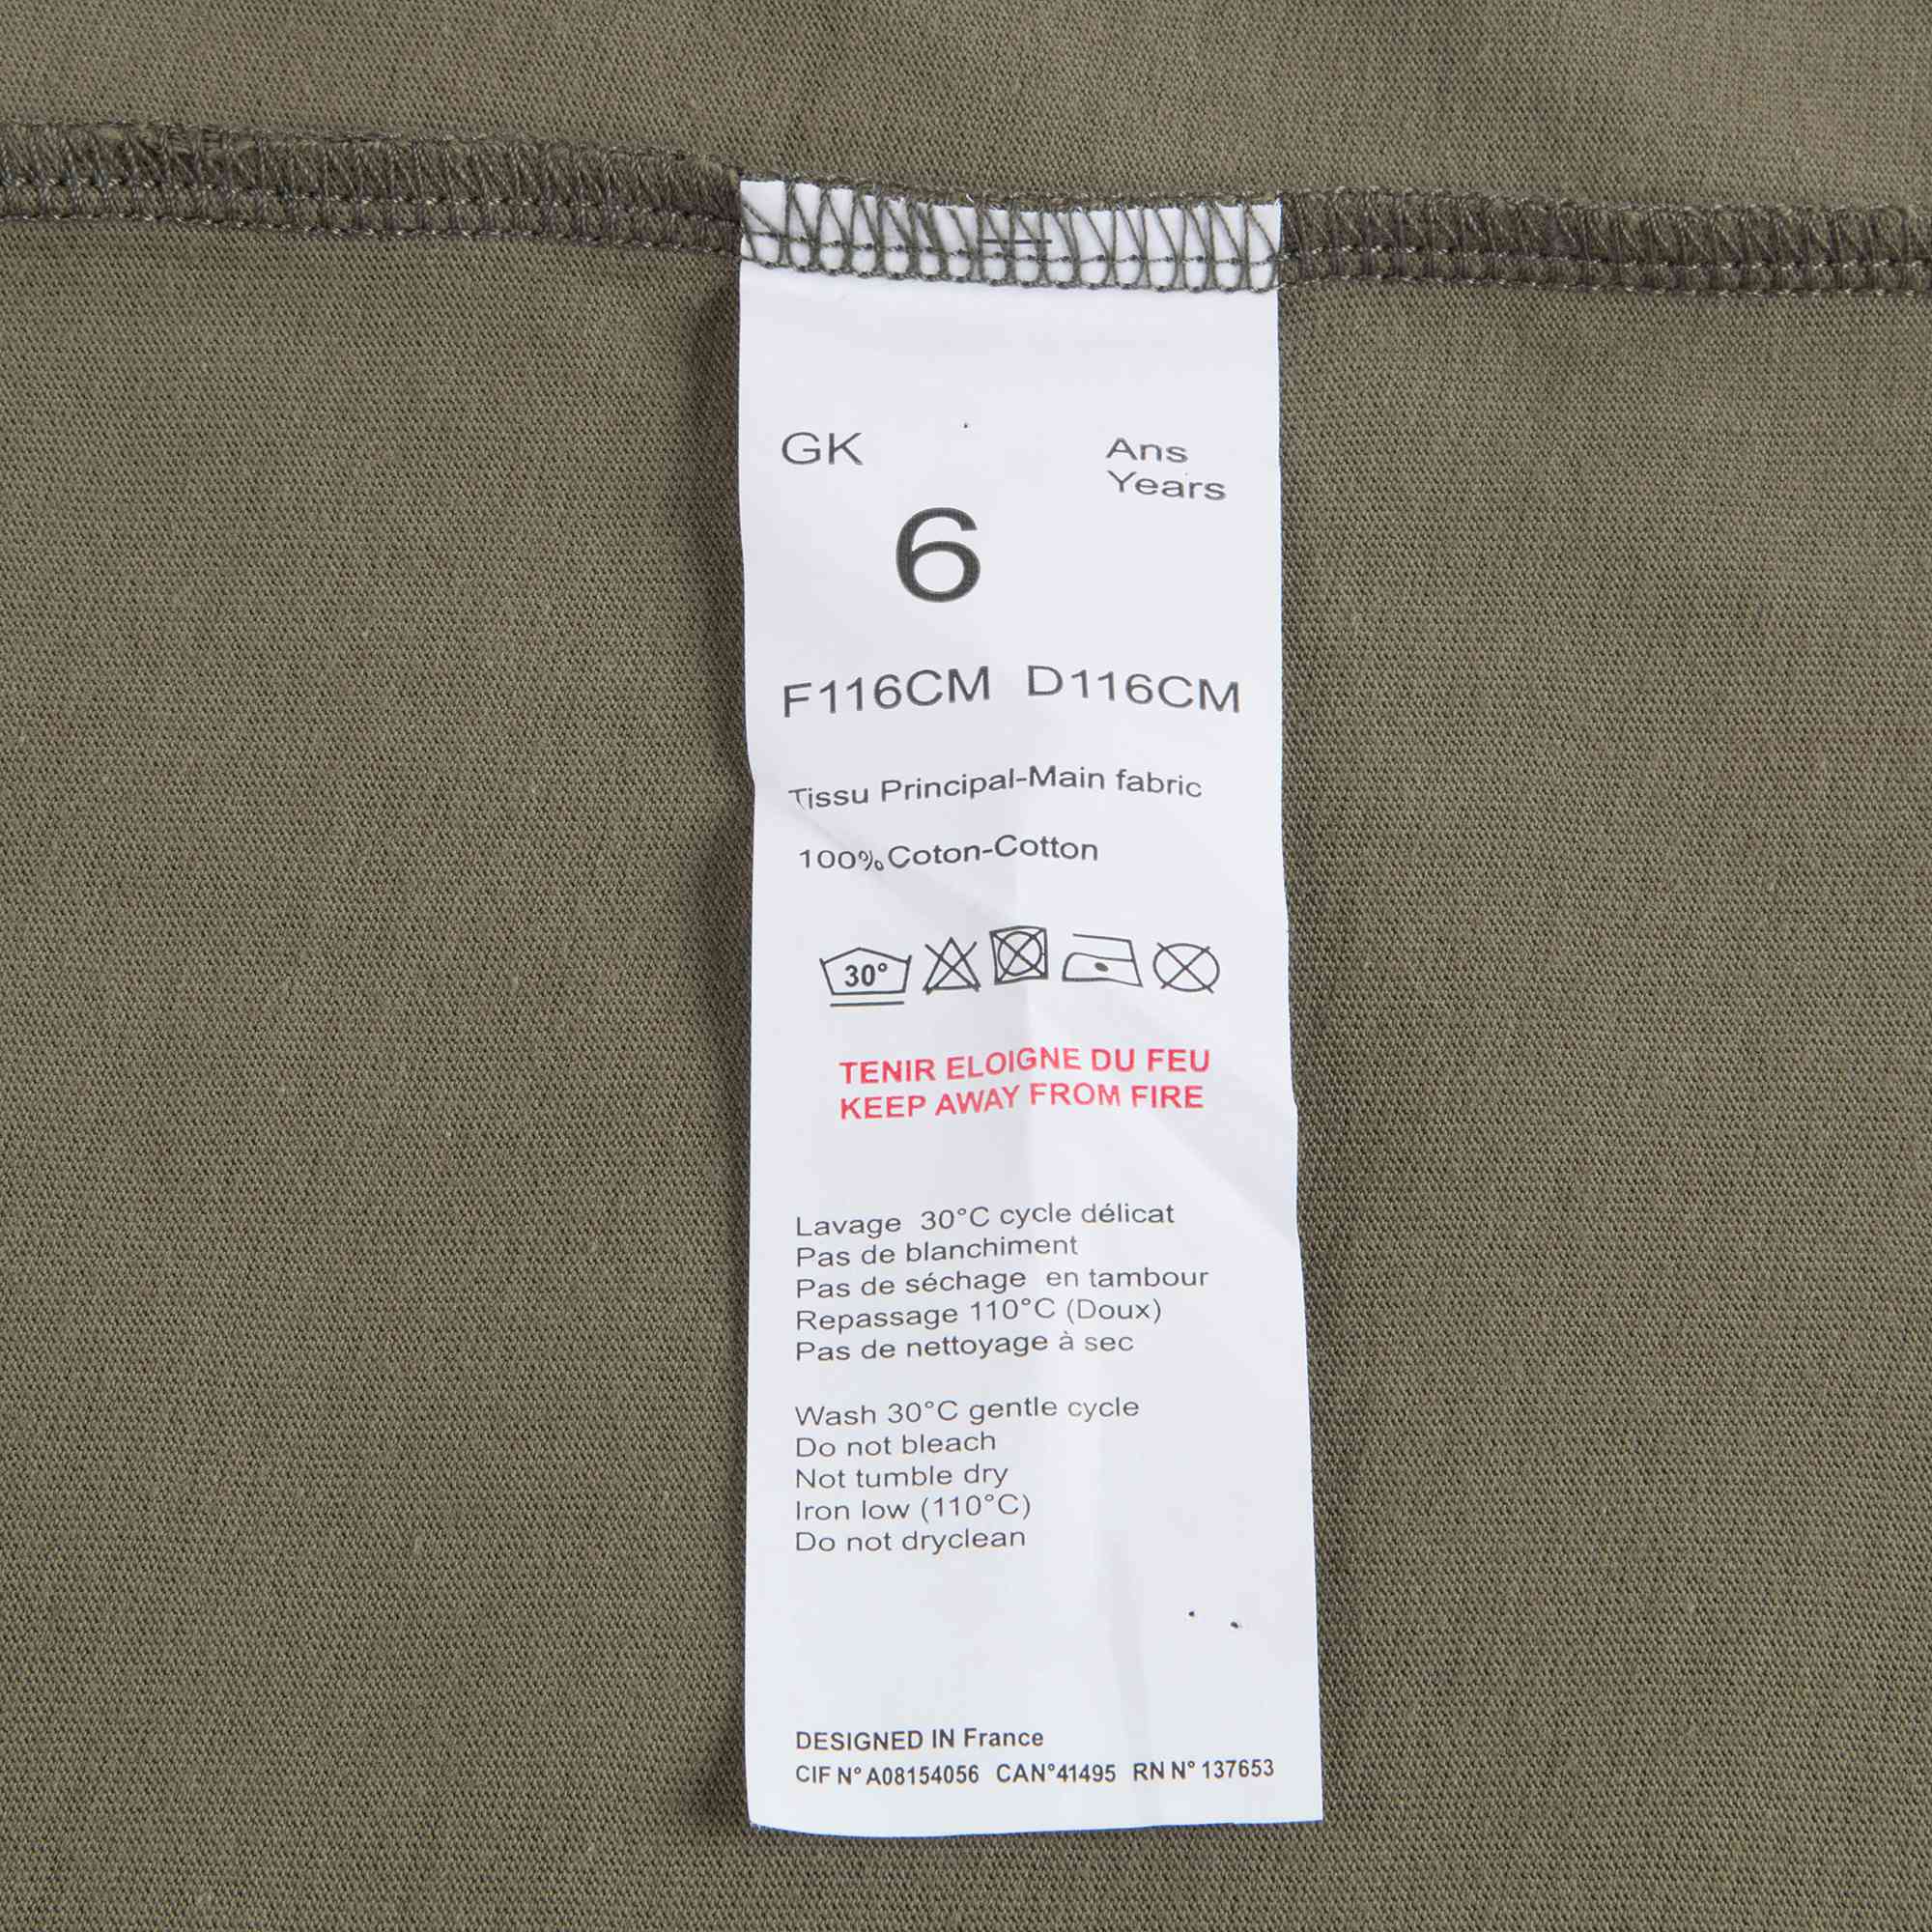 GK
Ans
Years
6
F116CM D116CM
Tissu Principal-Main fabric
100%Coton-Cotton
30°
TENIR ELOIGNE DU FEU
KEEP AWAY FROM FIRE
Lavage 30°C cycle délicat
Pas de blanchiment
Pas de séchage en tambour
Repassage 110°C (Doux)
Pas de nettoyage à sec
Wash 30°C gentle cycle
Do not bleach
Not tumble dry
Iron low (110°C)
Do not dryclean
DESIGNED IN France
CIF N° A08154056 CAN°41495 RN N° 137653